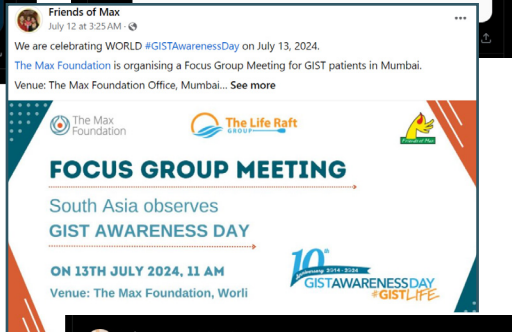 Friends of Max
July 12 at 3:25 AM ·
We are celebrating WORLD #GISTAwarenessDay on July 13, 2024.
The Max Foundation is organising a Focus Group Meeting for GIST patients in Mumbai.
Venue: The Max Foundation Office, Mumbai... See more
The Max
Foundation
The Life Raft
GROUP
Friends of Max
FOCUS GROUP MEETING
South Asia observes
GIST AWARENESS DAY
ON 13TH JULY 2024, 11 AM
Venue: The Max Foundation, Worli
10th
Anniversary 2014 - 2024
GISTAWARENESSDAY
#GISTLIFE